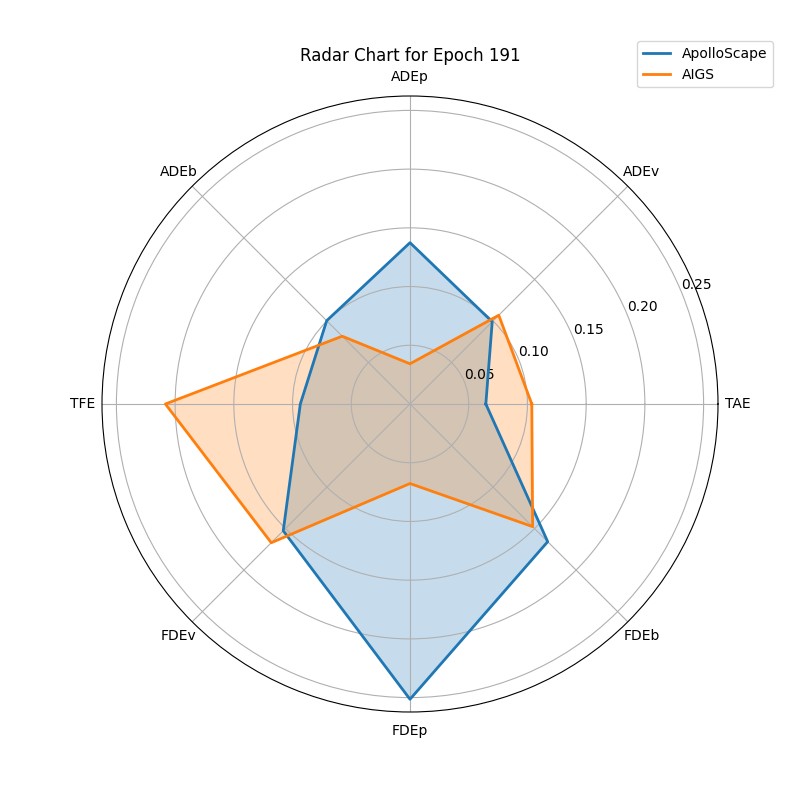 Radar Chart for Epoch 191
ApolloScape
AIGS
ADEp
ADEb
ADEv
0.25
0.20
0.15
0.10
0.05
TFE
TAE
FDEv
FDEb
FDEp